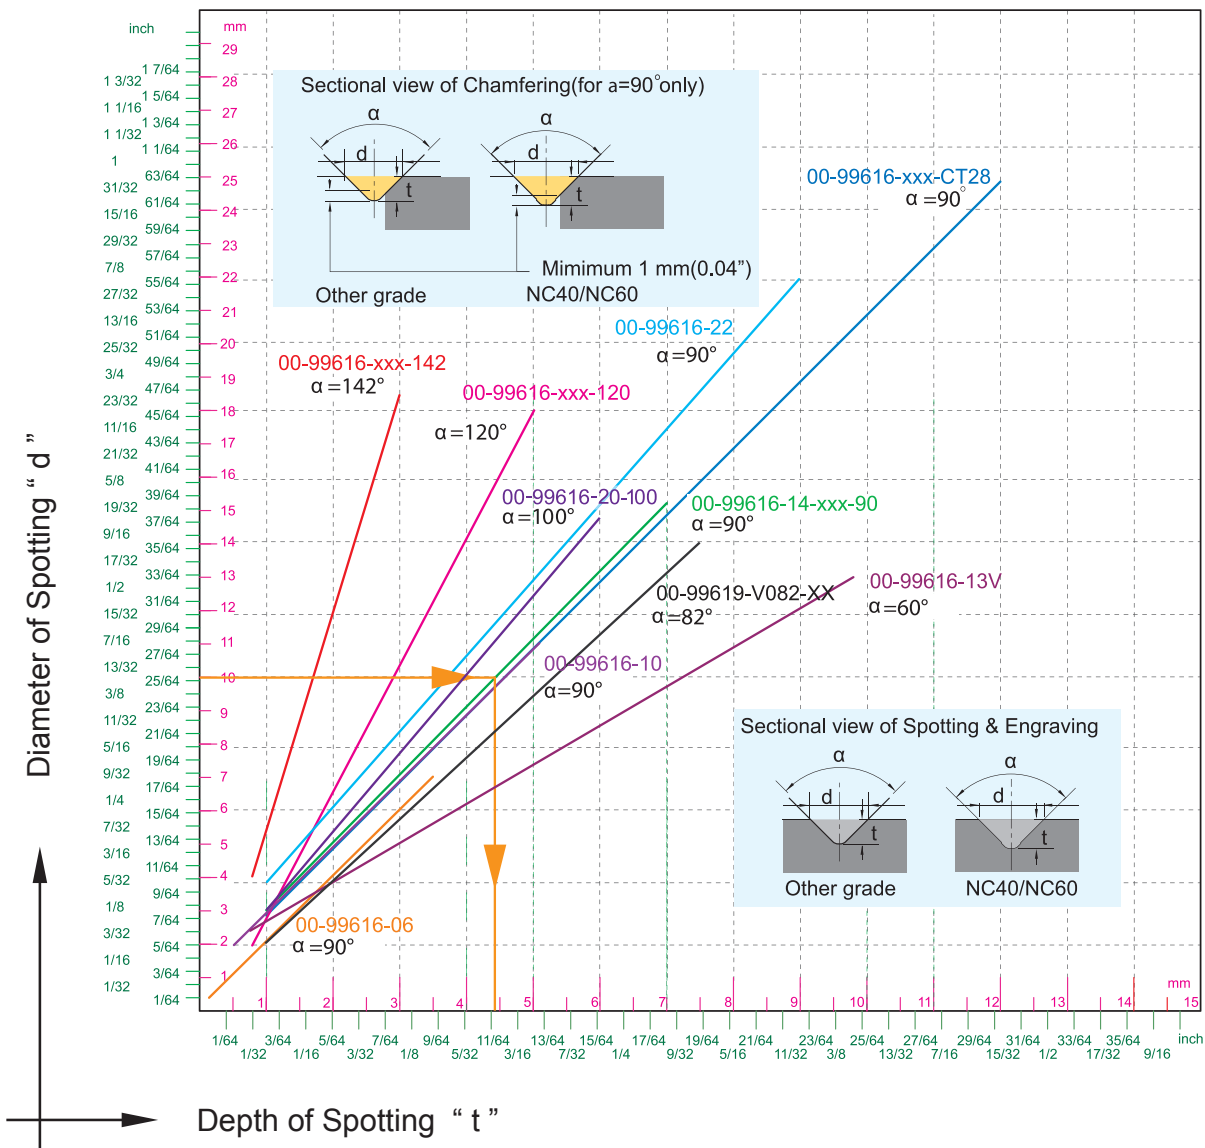 inch
mm
29
28
27
26
25
24
23
22
21
20
19
18
17
16
15
14
13
12
11
10
9
8
7
6
5
4
3
2
1
1 7/64
1 3/32
1 5/64
1 1/16
1 3/64
1 1/32
1 1/64
1
63/64
31/32
61/64
15/16
59/64
29/32
57/64
7/8
55/64
27/32
53/64
13/16
51/64
25/32
49/64
3/4
47/64
23/32
45/64
11/16
43/64
21/32
41/64
5/8
39/64
19/32
37/64
9/16
35/64
17/32
33/64
1/2
31/64
15/32
29/64
7/16
27/64
13/32
25/64
3/8
23/64
11/32
21/64
5/16
19/64
9/32
17/64
1/4
15/64
7/32
13/64
3/16
11/64
5/32
9/64
1/8
7/64
3/32
5/64
1/16
3/64
1/32
1/64
Diameter of Spotting “ d ”
Sectional view of Chamfering(for a=90°only)
α
α
d
d
t
t
Mimimum 1 mm(0.04”)
Other grade
NC40/NC60
00-99616-xxx-CT28
α=90°
00-99616-22
α=90°
00-99616-xxx-142
α=142°
00-99616-xxx-120
α=120°
00-99616-20-100
α=100°
00-99616-14-xxx-90
α=90°
00-99619-V082-XX
α=82°
00-99616-13V
α=60°
00-99616-10
α=90°
00-99616-06
α=90°
Sectional view of Spotting & Engraving
α
α
d
d
t
t
Other grade
NC40/NC60
mm
1 2 3 4 5 6 7 8 9 10 11 12 13 14 15
1/64 3/64 5/64 7/64 9/64 11/64 13/64 15/64 17/64 19/64 21/64 23/64 25/64 27/64 29/64 31/64 33/64 35/64 inch
1/32 1/16 3/32 1/8 5/32 3/16 7/32 1/4 9/32 5/16 11/32 3/8 13/32 7/16 15/32 1/2 17/32 9/16
Depth of Spotting “ t ”